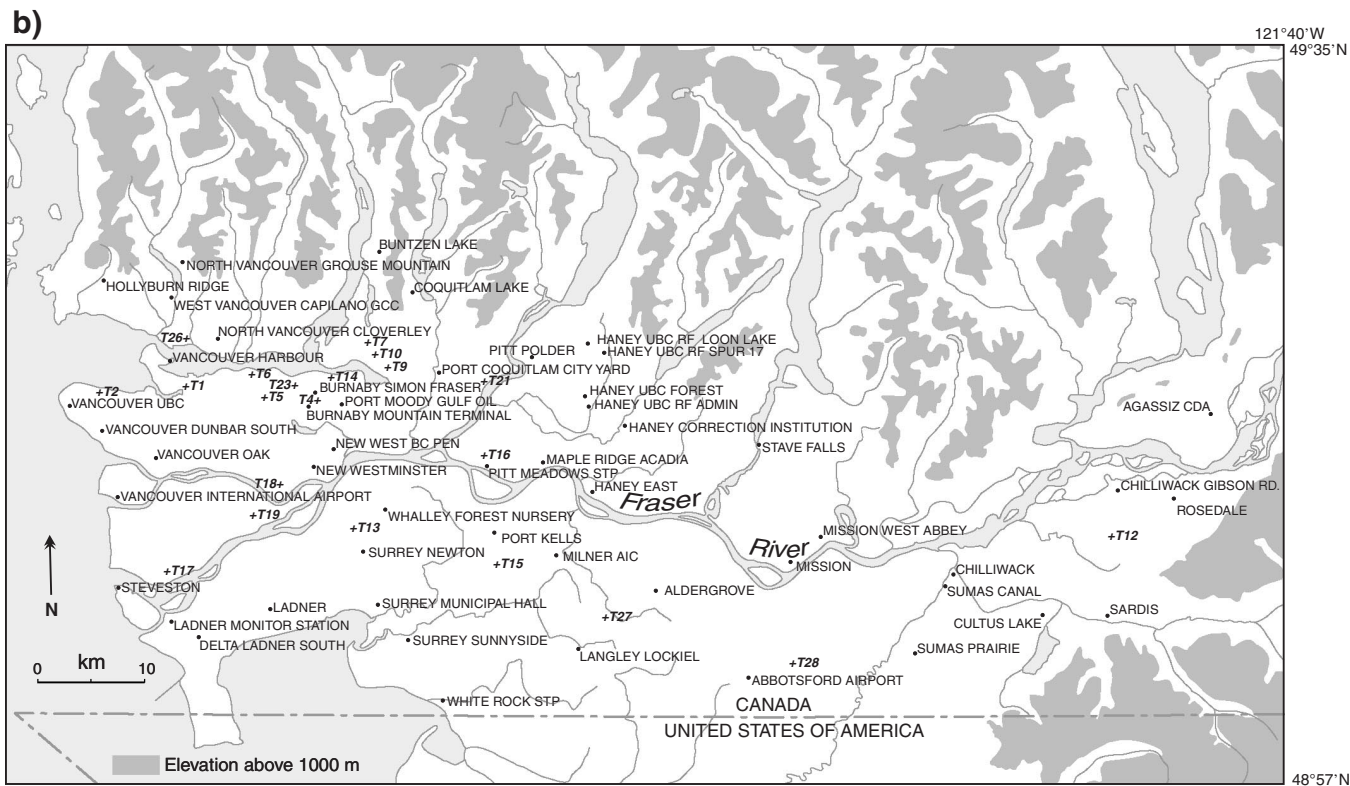 b)
121°40'W
49°35'N
BUNTZEN LAKE
NORTH VANCOUVER GROUSE MOUNTAIN
HOLLYBURN RIDGE
COQUITLAM LAKE
WEST VANCOUVER CAPILANO GCC
NORTH VANCOUVER CLOVERLEY
T26+
+T7
HANEY UBC RF LOON LAKE
+T10
PITT POLDER
HANEY UBC RF SPUR 17
VANCOUVER HARBOUR
+T9
PORT COQUITLAM CITY YARD
+T6
+T14
+T21
+T1
T23+
BURNABY SIMON FRASER
+T2
+T5
T4+
PORT MOODY GULF OIL
HANEY UBC FOREST
VANCOUVER UBC
HANEY UBC RF ADMIN
AGASSIZ CDA
BURNABY MOUNTAIN TERMINAL
VANCOUVER DUNBAR SOUTH
HANEY CORRECTION INSTITUTION
NEW WEST BC PEN
STAVE FALLS
VANCOUVER OAK
+T16
MAPLE RIDGE ACADIA
NEW WESTMINSTER
PITT MEADOWS STP
T18+
HANEY EAST
CHILLIWACK GIBSON RD.
VANCOUVER INTERNATIONAL AIRPORT
Fraser
ROSEDALE
+T19
WHALLEY FOREST NURSERY
+T13
MISSION WEST ABBEY
PORT KELLS
+T12
SURREY NEWTON
River
MILNER AIC
+T15
MISSION
+T17
CHILLIWACK
STEVESTON
ALDERGROVE
SUMAS CANAL
N
LADNER
SURREY MUNICIPAL HALL
SARDIS
+T27
CULTUS LAKE
LADNER MONITOR STATION
DELTA LADNER SOUTH
SURREY SUNNYSIDE
SUMAS PRAIRIE
LANGLEY LOCKIEL
0 km 10
+T28
ABBOTSFORD AIRPORT
WHITE ROCK STP
CANADA
UNITED STATES OF AMERICA
Elevation above 1000 m
48°57'N